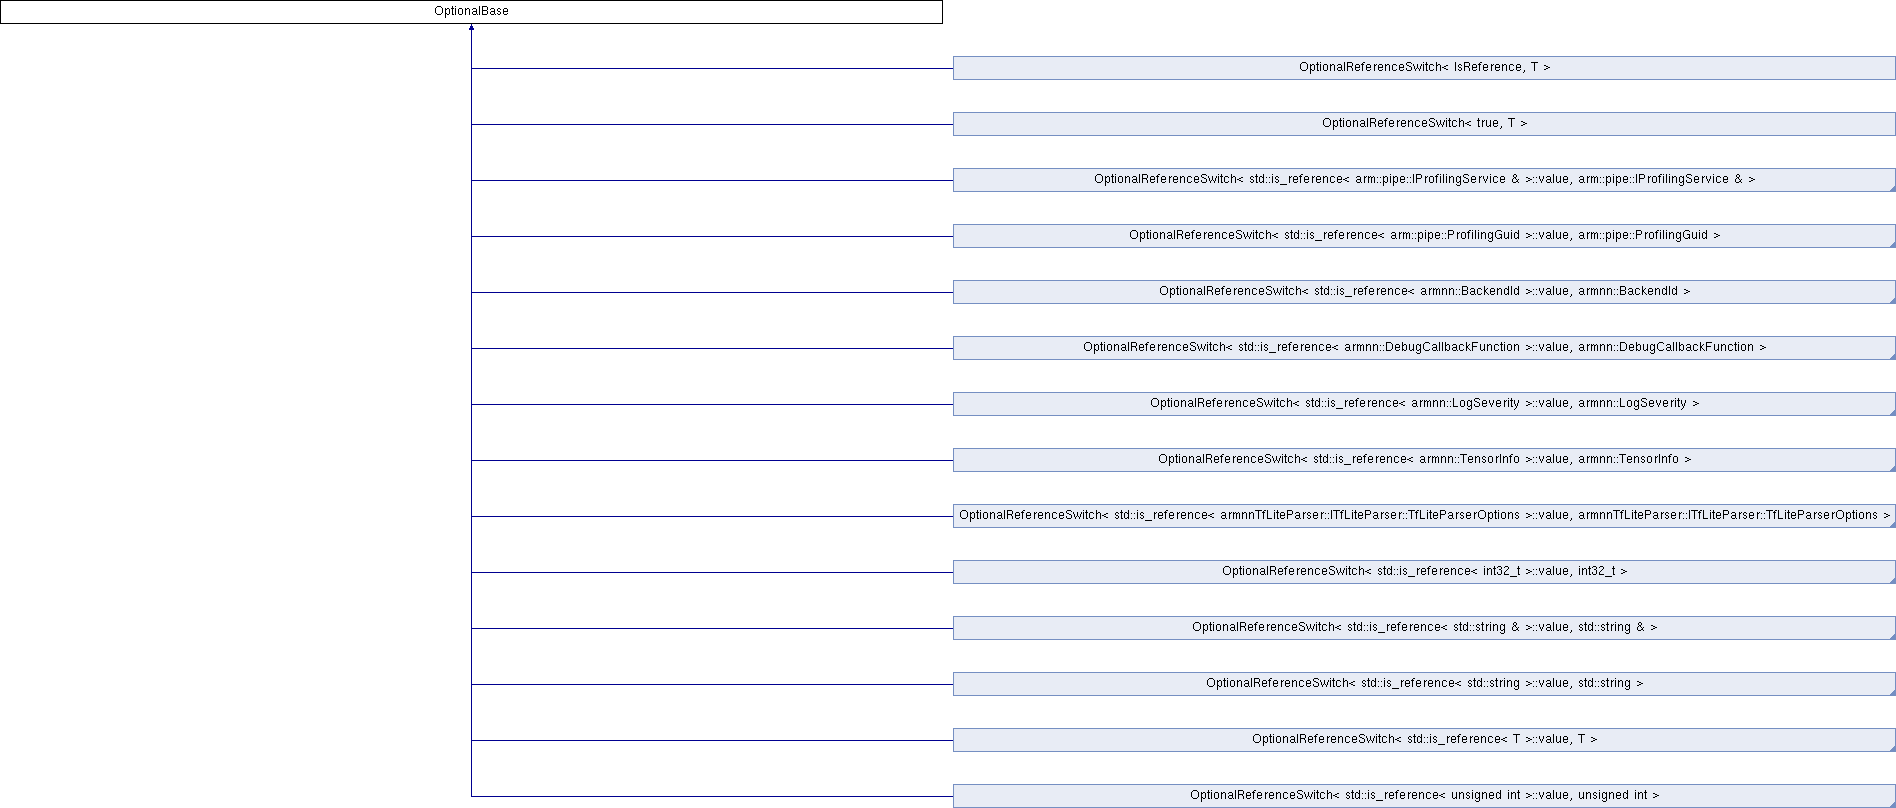 OptionalBase
OptionalReferenceSwitch< IsReference, T >
OptionalReferenceSwitch< true, T >
OptionalReferenceSwitch< std::is_reference< arm::pipe::IProfilingService & >::value, arm::pipe::IProfilingService & >
OptionalReferenceSwitch< std::is_reference< arm::pipe::ProfilingGuid >::value, arm::pipe::ProfilingGuid >
OptionalReferenceSwitch< std::is_reference< armnn::BackendId >::value, armnn::BackendId >
OptionalReferenceSwitch< std::is_reference< armnn::DebugCallbackFunction >::value, armnn::DebugCallbackFunction >
OptionalReferenceSwitch< std::is_reference< armnn::LogSeverity >::value, armnn::LogSeverity >
OptionalReferenceSwitch< std::is_reference< armnn::TensorInfo >::value, armnn::TensorInfo >
OptionalReferenceSwitch< std::is_reference< armnnTfLiteParser::ITfLiteParser::TfLiteParserOptions >::value, armnnTfLiteParser::ITfLiteParser::TfLiteParserOptions >
OptionalReferenceSwitch< std::is_reference< int32_t >::value, int32_t >
OptionalReferenceSwitch< std::is_reference< std::string & >::value, std::string & >
OptionalReferenceSwitch< std::is_reference< std::string >::value, std::string >
OptionalReferenceSwitch< std::is_reference< T >::value, T >
OptionalReferenceSwitch< std::is_reference< unsigned int >::value, unsigned int >